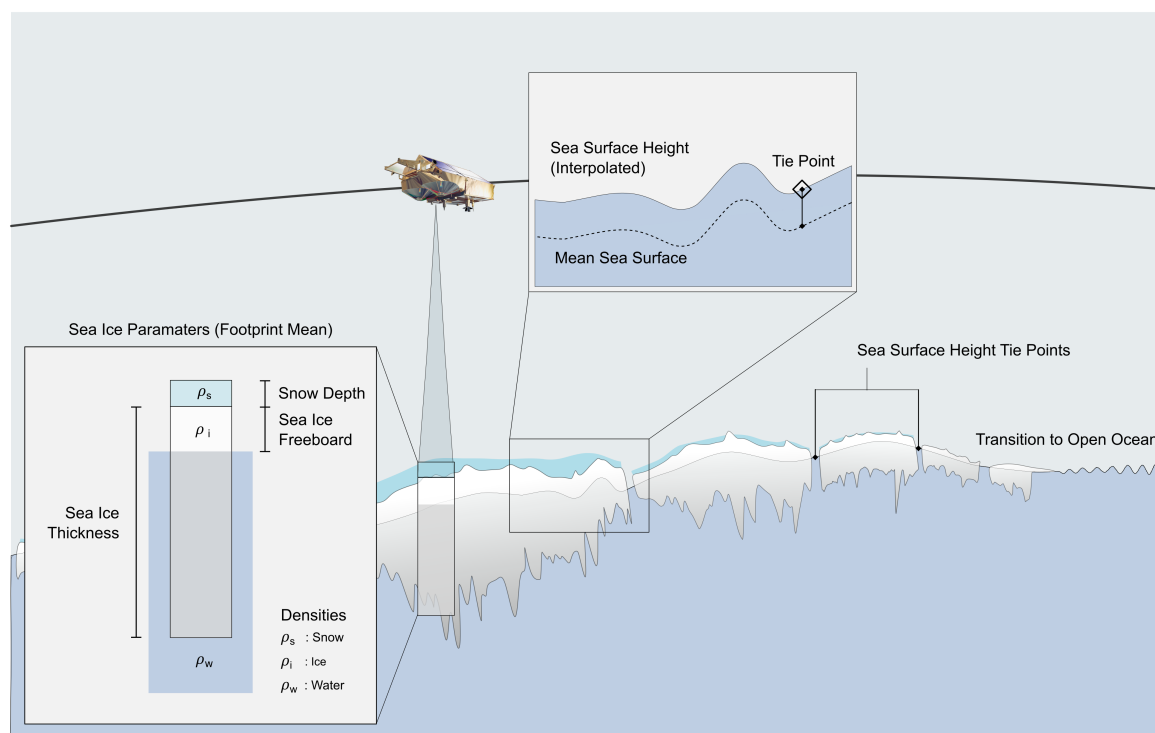 Sea Surface Height
(Interpolated)
Tie Point
Mean Sea Surface
Sea Ice Paramaters (Footprint Mean)
Sea Surface Height Tie Points
ρs
Snow Depth
ρi
Sea Ice
Freeboard
Transition to Open Ocean
Sea Ice
Thickness
Densities
ρs : Snow
ρw
ρi : Ice
ρw : Water